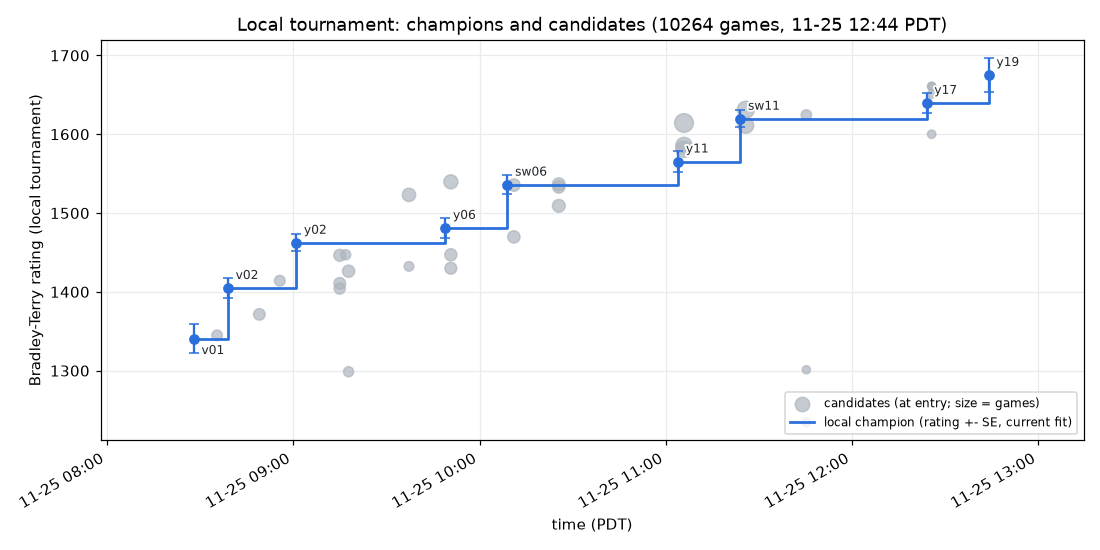 Local tournament: champions and candidates (10264 games, 11-25 12:44 PDT)
Bradley-Terry rating (local tournament)
1700
1600
1500
1400
1300
v01
v02
y02
y06
sw06
y11
sw11
y17
y19
candidates (at entry; size = games)
local champion (rating +- SE, current fit)
11-25 08:00
11-25 09:00
11-25 10:00
11-25 11:00
11-25 12:00
11-25 13:00
time (PDT)